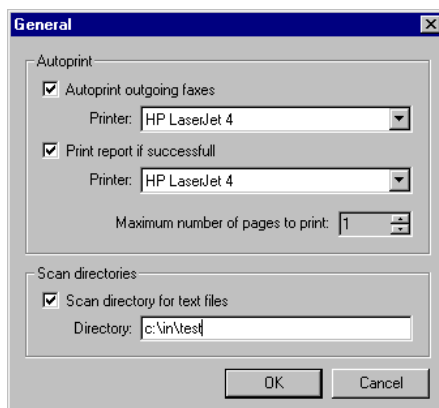 General
Autoprint
Autoprint outgoing faxes
Printer: HP LaserJet 4
Print report if successfull
Printer: HP LaserJet 4
Maximum number of pages to print: 1
Scan directories
Scan directory for text files
Directory: c:\in\test
OK Cancel